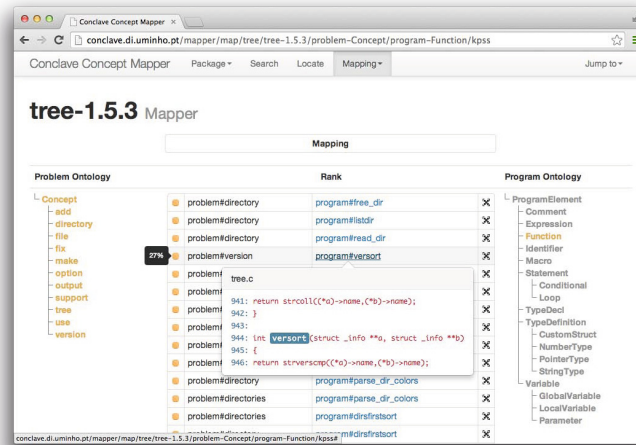 Conclave Concept Mapper ×
conclave.di.uminho.pt/mapper/map/tree/tree-1.5.3/problem-Concept/program-Function/kpss
Conclave Concept Mapper Package Search Locate Mapping Jump to
tree-1.5.3 Mapper
Mapping
Problem Ontology Rank Program Ontology
Concept
add
directory
file
fix
make
option
output
support
tree
use
version
problem#directory program#free_dir
problem#directory program#listdir
problem#directory program#read_dir
27% problem#version program#versort
tree.c
941: return strcoll((*a)->name,(*b)->name);
942: }
943:
944: int versort(struct _info **a, struct _info **b)
945: {
946: return strverscmp((*a)->name,(*b)->name);
problem#directory program#parse_dir_colors
problem#directories program#parse_dir_colors
problem#directories program#dirsfirstsort
ProgramElement
Comment
Expression
Function
Identifier
Macro
Statement
Conditional
Loop
TypeDecl
TypeDefinition
CustomStruct
NumberType
PointerType
StringType
Variable
GlobalVariable
LocalVariable
Parameter
conclave.di.uminho.pt/mapper/map/tree/tree-1.5.3/problem-Concept/program-Function/kpss#